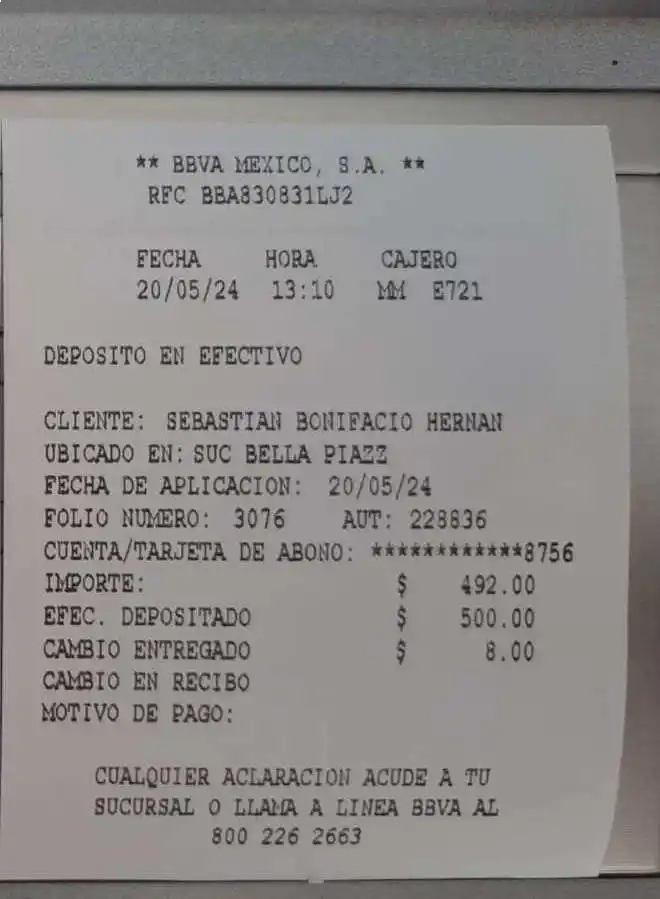 ** BBVA MEXICO, S.A. **
RFC BBA830831LJ2
FECHA HORA CAJERO
20/05/24 13:10 MM E721
DEPOSITO EN EFECTIVO
CLIENTE: SEBASTIAN BONIFACIO HERNAN
UBICADO EN: SUC BELLA PIAZZ
FECHA DE APLICACION: 20/05/24
FOLIO NUMERO: 3076 AUT: 228836
CUENTA/TARJETA DE ABONO: ************8756
IMPORTE: $ 492.00
EFEC. DEPOSITADO $ 500.00
CAMBIO ENTREGADO $ 8.00
CAMBIO EN RECIBO
MOTIVO DE PAGO:
CUALQUIER ACLARACION ACUDE A TU
SUCURSAL O LLAMA A LINEA BBVA AL
800 226 2663